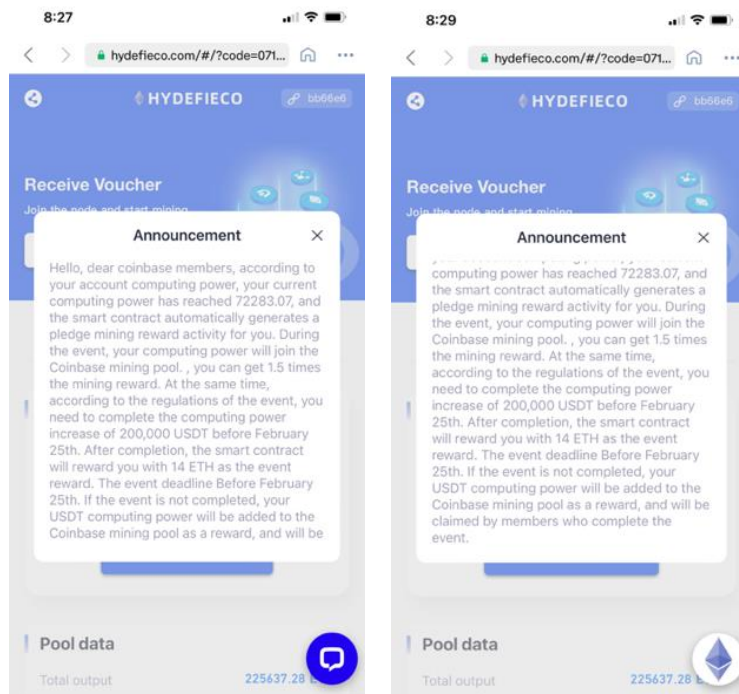 8:27
hydefieco.com/#/?code=071...
HYDEFIECO
bb66e6
Receive Voucher
Join the node and start mining
Announcement
Hello, dear coinbase members, according to
your account computing power, your current
computing power has reached 72283.07, and
the smart contract automatically generates a
pledge mining reward activity for you. During
the event, your computing power will join the
Coinbase mining pool. , you can get 1.5 times
the mining reward. At the same time,
according to the regulations of the event, you
need to complete the computing power
increase of 200,000 USDT before February
25th. After completion, the smart contract
will reward you with 14 ETH as the event
reward. The event deadline Before February
25th. If the event is not completed, your
USDT computing power will be added to the
Coinbase mining pool as a reward, and will be
Pool data
Total output
225637.28
8:29
hydefieco.com/#/?code=071...
HYDEFIECO
bb66e6
Receive Voucher
Join the node and start mining
Announcement
computing power has reached 72283.07, and
the smart contract automatically generates a
pledge mining reward activity for you. During
the event, your computing power will join the
Coinbase mining pool. , you can get 1.5 times
the mining reward. At the same time,
according to the regulations of the event, you
need to complete the computing power
increase of 200,000 USDT before February
25th. After completion, the smart contract
will reward you with 14 ETH as the event
reward. The event deadline Before February
25th. If the event is not completed, your
USDT computing power will be added to the
Coinbase mining pool as a reward, and will be
claimed by members who complete the
event.
Pool data
Total output
225637.28